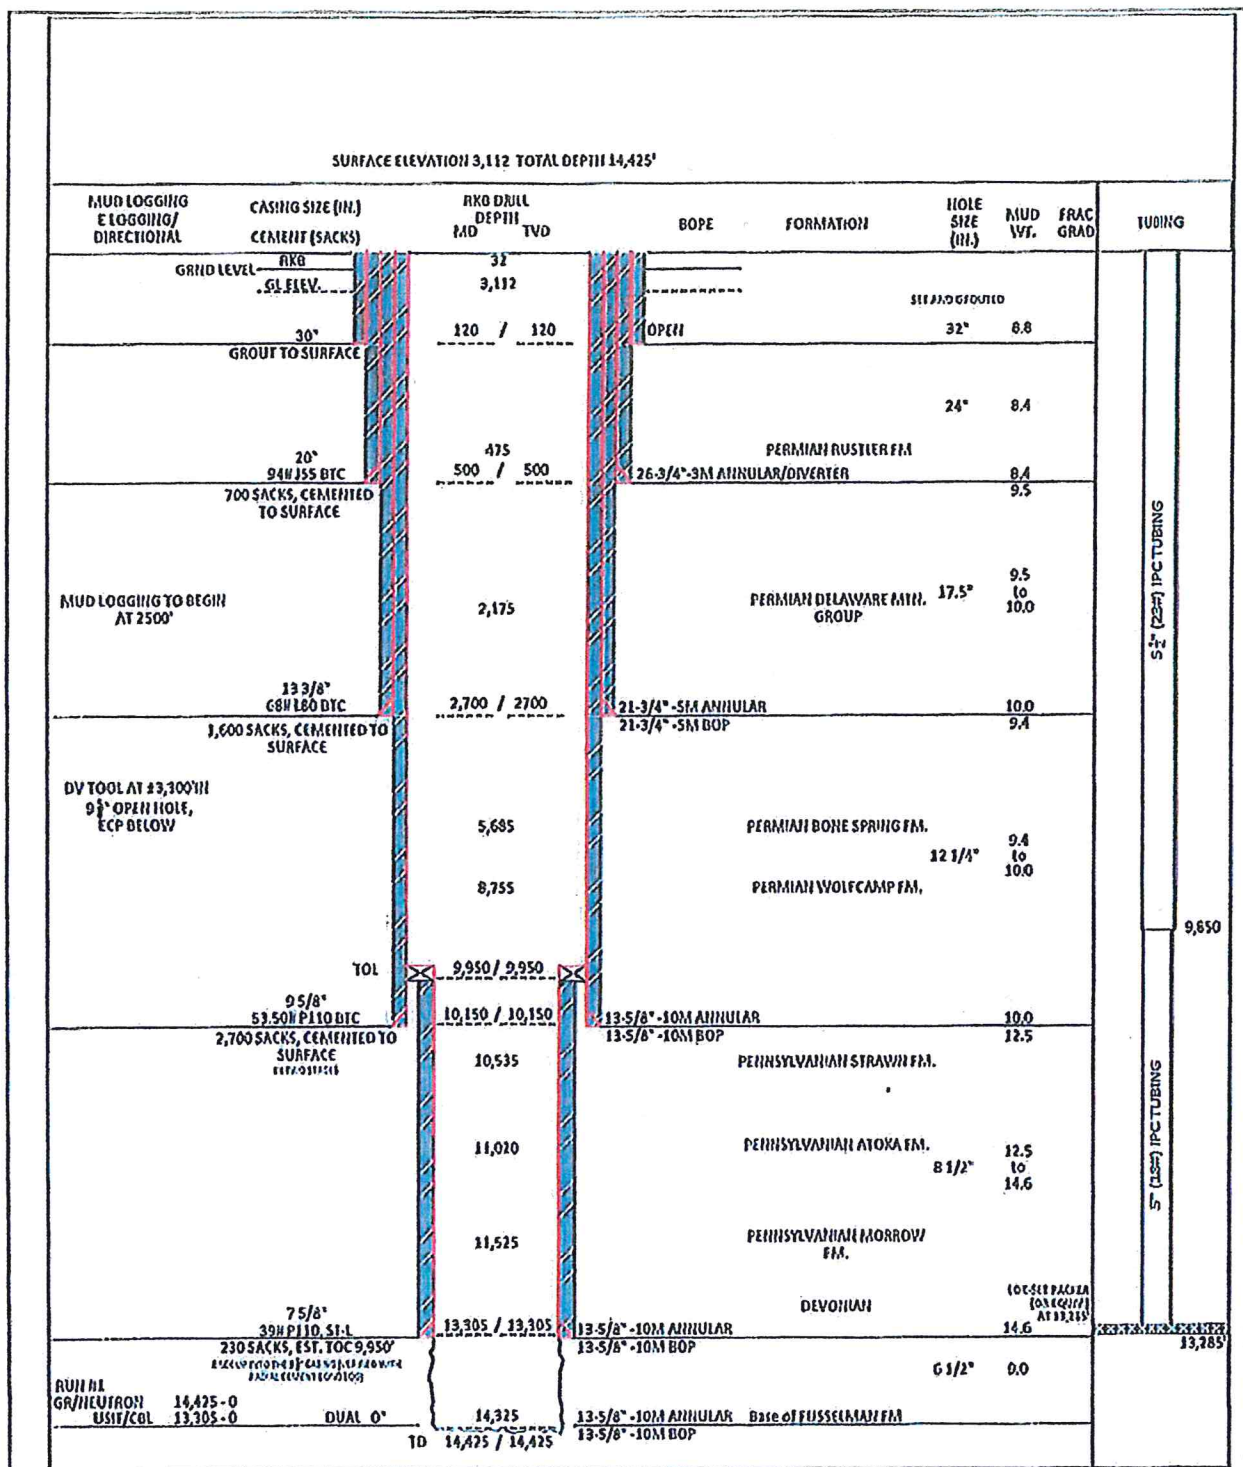 SURFACE ELEVATION 3,112 TOTAL DEPTH 14,425'
MUD LOGGING
E LOGGING/
DIRECTIONAL
CASING SIZE (IN.)
CEMENT (SACKS)
RKB DRILL
DEPTH
MD TVD
BOPE
FORMATION
HOLE
SIZE
(IN.)
MUD
WT.
FRAC
GRAD
TUBING
RKB 32
GRND LEVEL
GL ELEV. 3,112
30" 120 / 120 OPEN 32" 8.8
GROUT TO SURFACE
24" 8.4
20" 475 PERMIAN RUSTLER FM
94# J55 BTC 500 / 500 26-3/4"-3M ANNULAR/DIVERTER 8.4
700 SACKS, CEMENTED
TO SURFACE
9.5
MUD LOGGING TO BEGIN
AT 2500'
2,175
PERMIAN DELAWARE MTN.
GROUP
17.5"
9.5
to
10.0
13 3/8"
68# L80 BTC 2,700 / 2700 21-3/4"-5M ANNULAR 10.0
1,600 SACKS, CEMENTED TO
SURFACE
21-3/4"-5M BOP 9.4
DV TOOL AT ±3,300' IN
OPEN HOLE,
ECP BELOW
5,685 PERMIAN BONE SPRING FM.
12 1/4"
9.4
to
10.0
8,755 PERMIAN WOLFCAMP FM.
5½" (23#) IPC TUBING
9,650
TOL 9,950 / 9,950
9 5/8"
53.50# P110 BTC 10,150 / 10,150 13-5/8"-10M ANNULAR 10.0
2,700 SACKS, CEMENTED TO
SURFACE
13-5/8"-10M BOP 12.5
10,535 PENNSYLVANIAN STRAWN FM.
11,020 PENNSYLVANIAN ATOKA FM.
8 1/2"
12.5
to
14.6
11,525 PENNSYLVANIAN MORROW
FM.
5" (18#) IPC TUBING
DEVONIAN
AT 13,285'
7 5/8"
39# P110, ST-L 13,305 / 13,305 13-5/8"-10M ANNULAR 14.6
13,285'
230 SACKS, EST. TOC 9,950' 13-5/8"-10M BOP
6 1/2" 0.0
RUN #1
GR/NEUTRON 14,425-0
USIT/CBL 13,305-0 DUAL 0" 14,325 13-5/8"-10M ANNULAR Base of FUSSELMAN FM
TD 14,425 / 14,425 13-5/8"-10M BOP